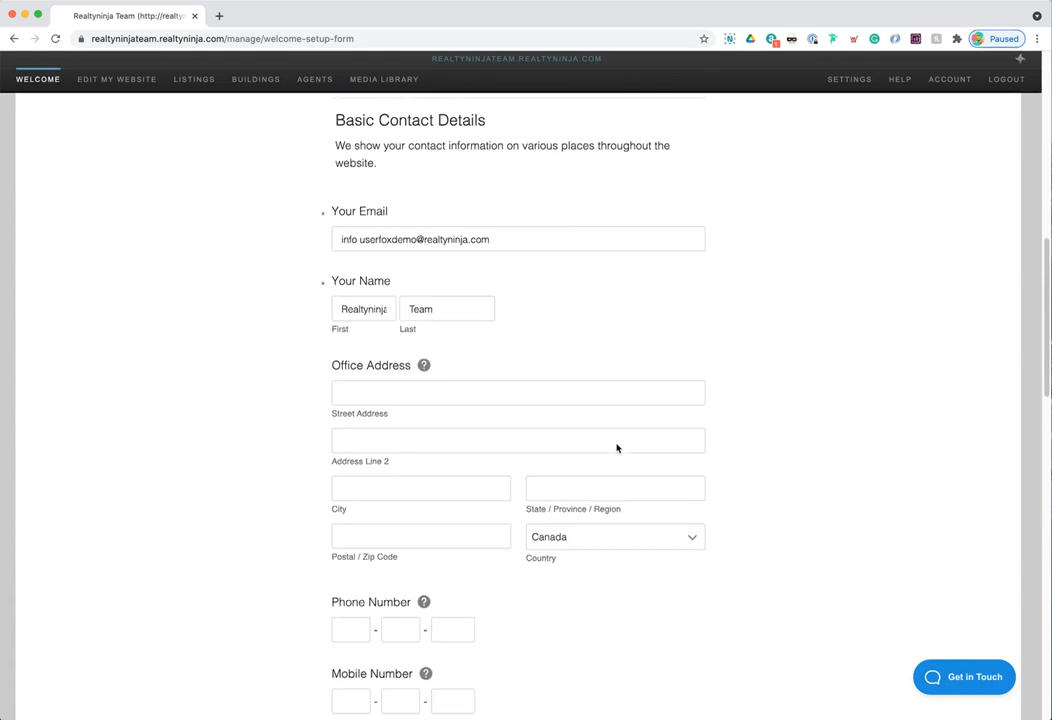 Realtyninja Team (http://realty
realtyninjateam.realtyninja.com/manage/welcome-setup-form
Paused
REALTYNINJATEAM.REALTYNINJA.COM
WELCOME EDIT MY WEBSITE LISTINGS BUILDINGS AGENTS MEDIA LIBRARY SETTINGS HELP ACCOUNT LOGOUT
Basic Contact Details
We show your contact information on various places throughout the
website.
Your Email
info userfoxdemo@realtyninja.com
Your Name
Realtyninja Team
First Last
Office Address ?
Street Address
Address Line 2
City State / Province / Region
Canada
Postal / Zip Code Country
Phone Number ?
- -
Mobile Number ?
- -
Get in Touch